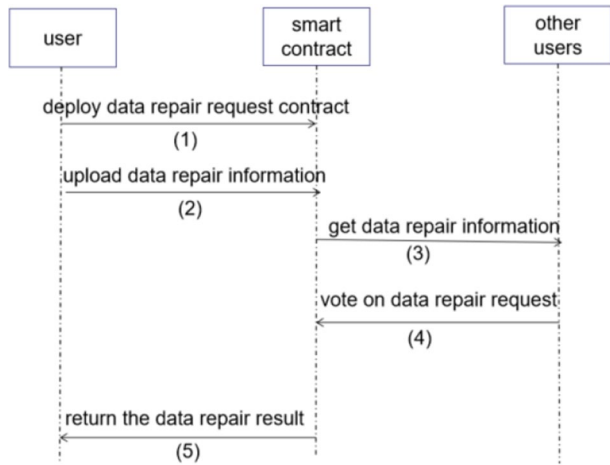 user
smart
contract
other
users
deploy data repair request contract
(1)
upload data repair information
(2)
get data repair information
(3)
vote on data repair request
(4)
return the data repair result
(5)